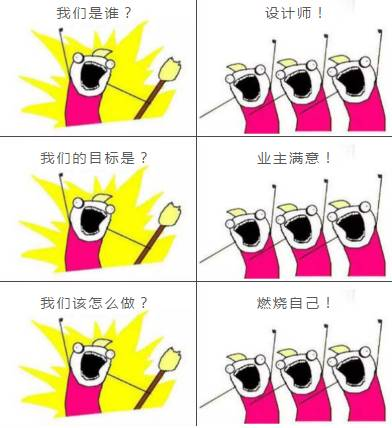 我们是谁？
设计师！
我们的目标是？
业主满意！
我们该怎么做？
燃烧自己！